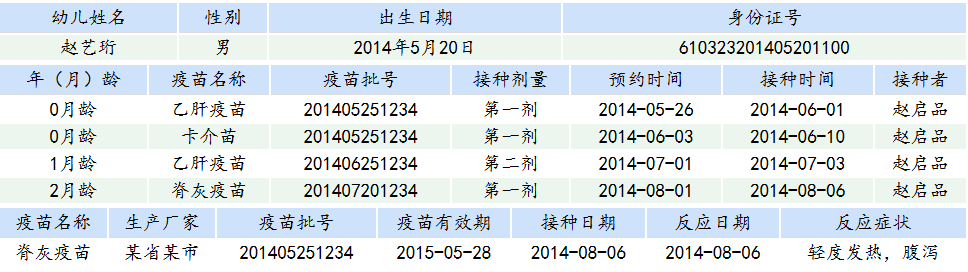 幼儿姓名 性别 出生日期 身份证号
赵艺珩 男 2014年5月20日 610323201405201100
年（月）龄 疫苗名称 疫苗批号 接种剂量 预约时间 接种时间 接种者
0月龄 乙肝疫苗 201405251234 第一剂 2014-05-26 2014-06-01 赵启品
0月龄 卡介苗 201405251234 第一剂 2014-06-03 2014-06-10 赵启品
1月龄 乙肝疫苗 201406251234 第二剂 2014-07-01 2014-07-03 赵启品
2月龄 脊灰疫苗 201407201234 第一剂 2014-08-01 2014-08-06 赵启品
疫苗名称 生产厂家 疫苗批号 疫苗有效期 接种日期 反应日期 反应症状
脊灰疫苗 某省某市 201405251234 2015-05-28 2014-08-06 2014-08-06 轻度发热，腹泻